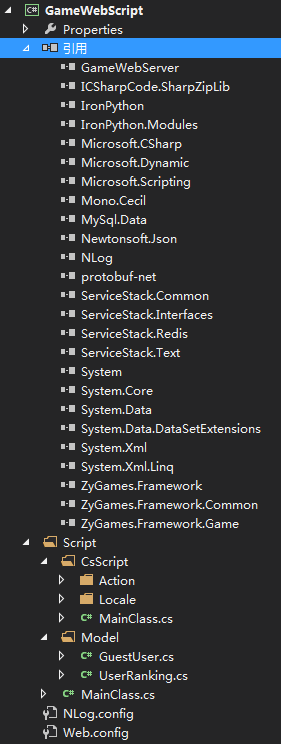 GameWebScript
Properties
引用
GameWebServer
ICSharpCode.SharpZipLib
IronPython
IronPython.Modules
Microsoft.CSharp
Microsoft.Dynamic
Microsoft.Scripting
Mono.Cecil
MySql.Data
Newtonsoft.Json
NLog
protobuf-net
ServiceStack.Common
ServiceStack.Interfaces
ServiceStack.Redis
ServiceStack.Text
System
System.Core
System.Data
System.Data.DataSetExtensions
System.Xml
System.Xml.Linq
ZyGames.Framework
ZyGames.Framework.Common
ZyGames.Framework.Game
Script
CsScript
Action
Locale
C# MainClass.cs
Model
C# GuestUser.cs
C# UserRanking.cs
C# MainClass.cs
NLog.config
Web.config